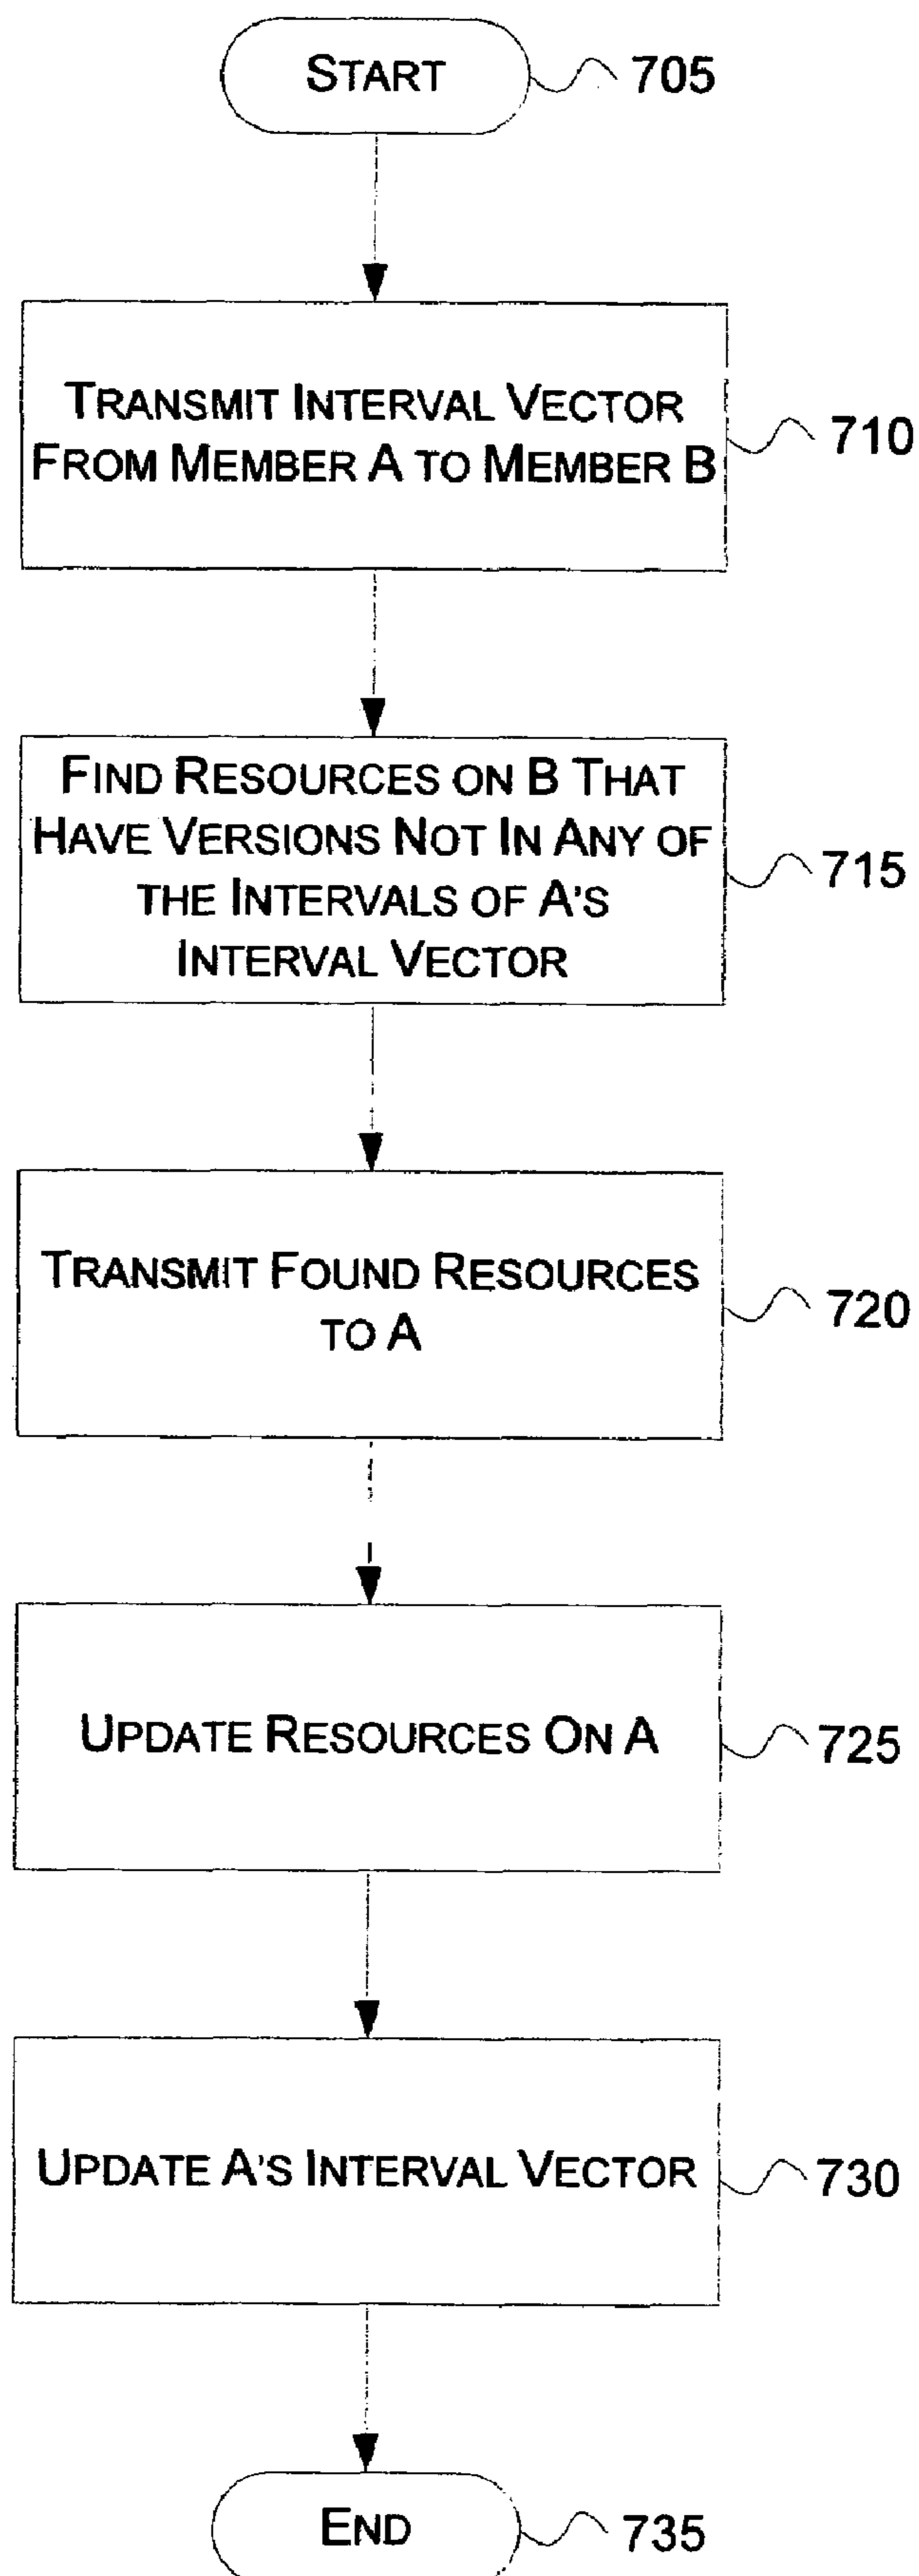 START
705
TRANSMIT INTERVAL VECTOR
FROM MEMBER A TO MEMBER B
710
FIND RESOURCES ON B THAT
HAVE VERSIONS NOT IN ANY OF
THE INTERVALS OF A'S
INTERVAL VECTOR
715
TRANSMIT FOUND RESOURCES
TO A
720
UPDATE RESOURCES ON A
725
UPDATE A'S INTERVAL VECTOR
730
END
735